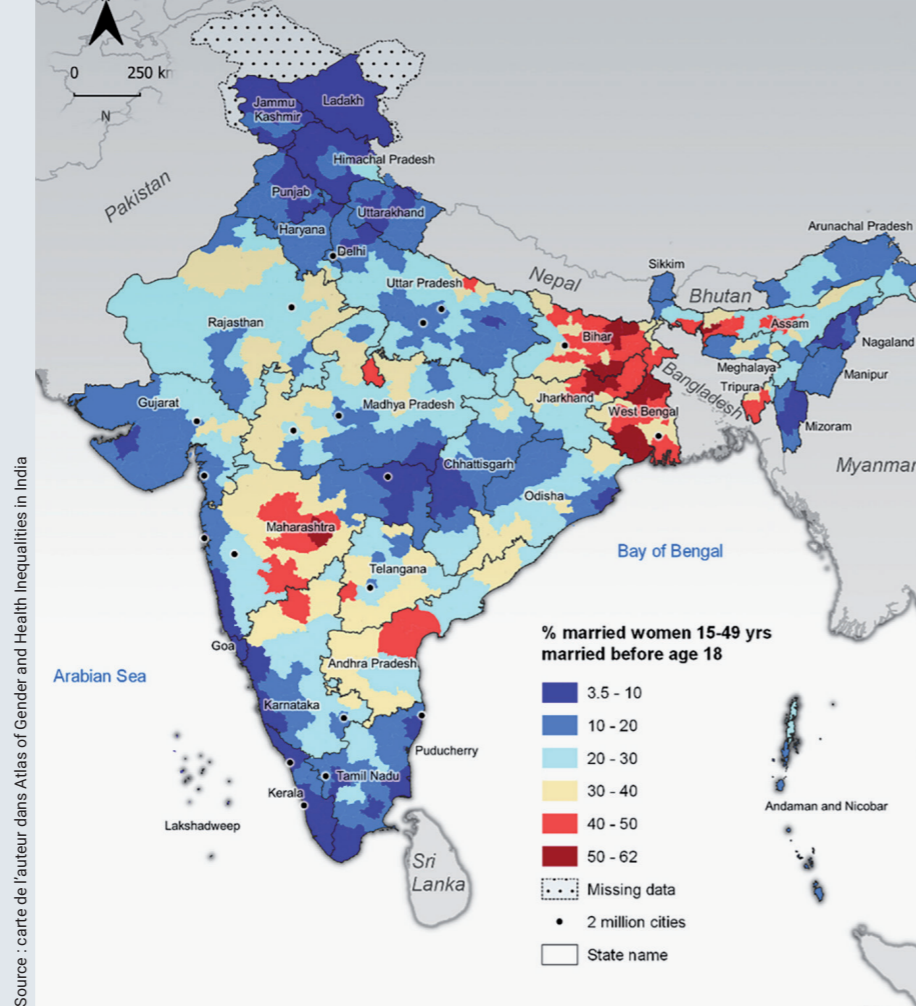 0 250 km
N
Jammu
Kashmir
Ladakh
Himachal Pradesh
Punjab
Pakistan
Uttarakhand
Haryana
Delhi
Arunachal Pradesh
Sikkim
Nepal
Bhutan
Uttar Pradesh
Rajasthan
Bihar
Assam
Nagaland
Meghalaya
Manipur
Tripura
Bangladesh
Gujarat
Madhya Pradesh
Jharkhand
West Bengal
Mizoram
Myanmar
Chhattisgarh
Odisha
Maharashtra
Bay of Bengal
Telangana
Goa
Arabian Sea
Andhra Pradesh
Karnataka
Puducherry
Tamil Nadu
Kerala
Lakshadweep
Sri
Lanka
Andaman and Nicobar
% married women 15-49 yrs
married before age 18
3.5 - 10
10 - 20
20 - 30
30 - 40
40 - 50
50 - 62
Missing data
2 million cities
State name
Source : carte de l'auteur dans Atlas of Gender and Health Inequalities in India